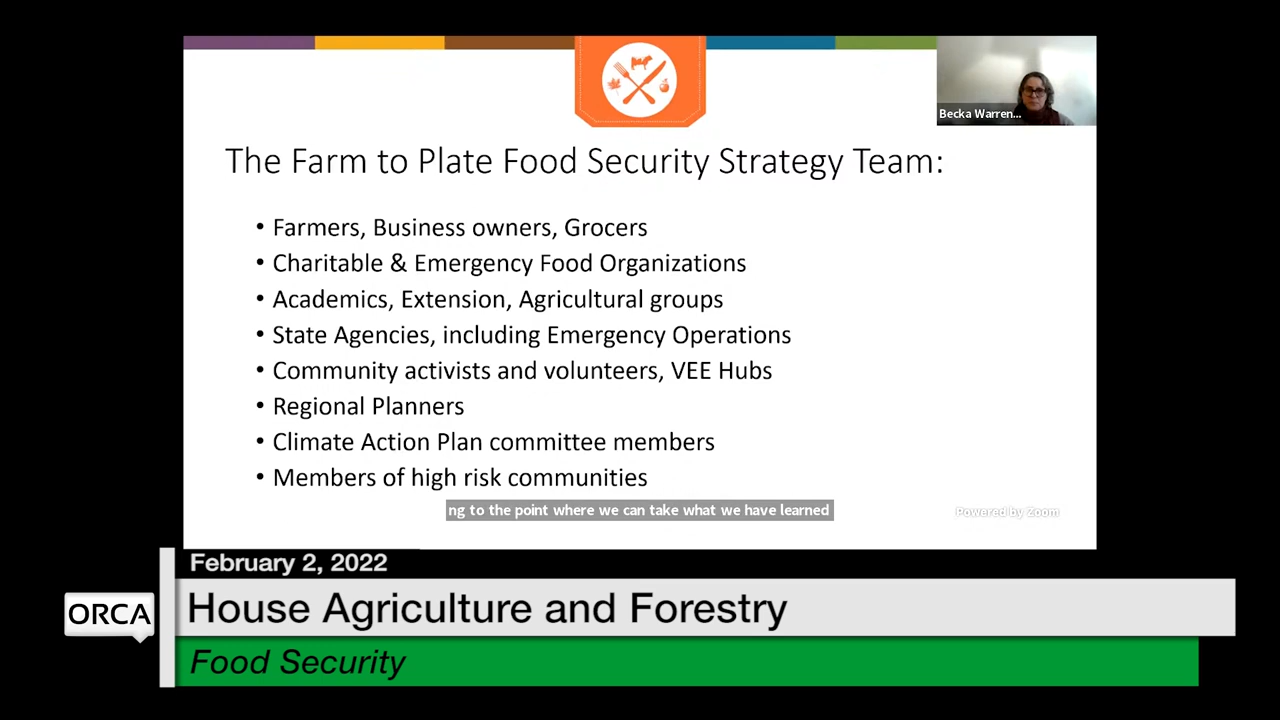 Becka Warren...
The Farm to Plate Food Security Strategy Team:
• Farmers, Business owners, Grocers
• Charitable & Emergency Food Organizations
• Academics, Extension, Agricultural groups
• State Agencies, including Emergency Operations
• Community activists and volunteers, VEE Hubs
• Regional Planners
• Climate Action Plan committee members
• Members of high risk communities
ng to the point where we can take what we have learned
Powered by Zoom
February 2, 2022
ORCA
House Agriculture and Forestry
Food Security